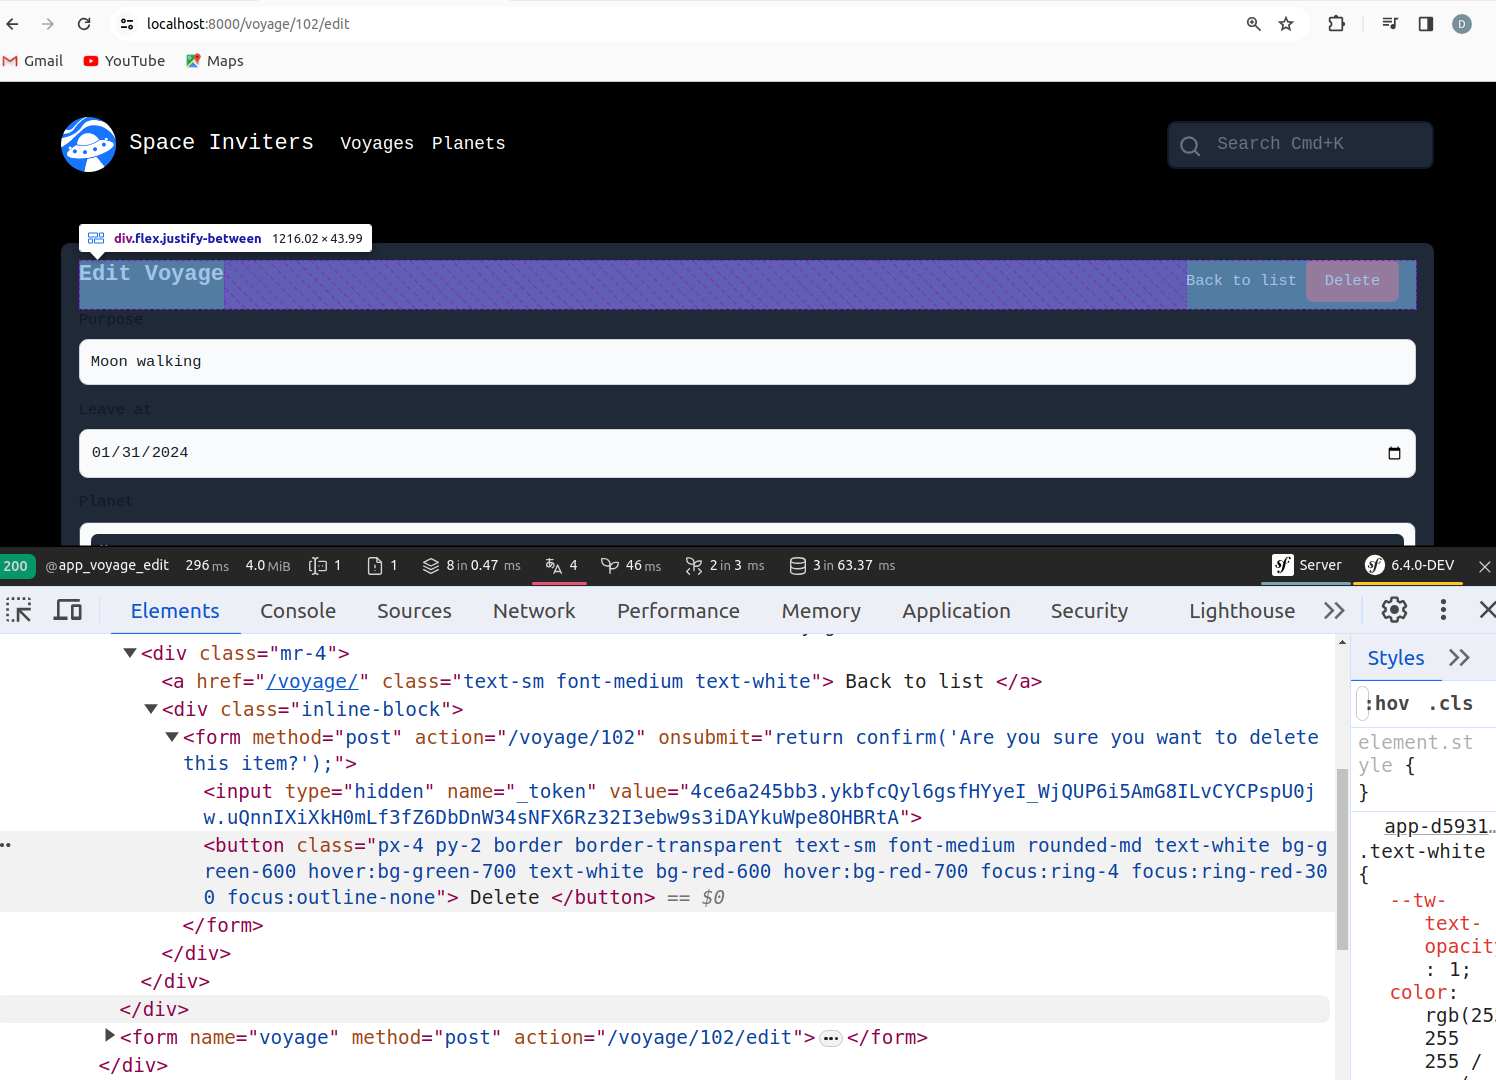 localhost:8000/voyage/102/edit
D
Gmail YouTube Maps
Space Inviters Voyages Planets Search Cmd+K
div.flex.justify-between 1216.02 × 43.99
Edit Voyage Back to list Delete
Purpose
Moon walking
Leave at
01/31/2024
Planet
200 @app_voyage_edit 296 ms 4.0 MiB 1 1 8 in 0.47 ms 4 46 ms 2 in 3 ms 3 in 63.37 ms sf Server sf 6.4.0-DEV
Elements Console Sources Network Performance Memory Application Security Lighthouse
<div class="mr-4">
<a href="/voyage/" class="text-sm font-medium text-white"> Back to list </a>
<div class="inline-block">
<form method="post" action="/voyage/102" onsubmit="return confirm('Are you sure you want to delete
this item?');">
<input type="hidden" name="_token" value="4ce6a245bb3.ykbfcQyl6gsfHYyeI_WjQUP6i5AmG8ILvCYCPspU0j
w.uQnnIXiXkH0mLf3fZ6DbDnW34sNFX6Rz32I3ebw9s3iDAYkuWpe8OHBRtA">
<button class="px-4 py-2 border border-transparent text-sm font-medium rounded-md text-white bg-g
reen-600 hover:bg-green-700 text-white bg-red-600 hover:bg-red-700 focus:ring-4 focus:ring-red-30
0 focus:outline-none"> Delete </button> == $0
</form>
</div>
</div>
</div>
<form name="voyage" method="post" action="/voyage/102/edit"> </form>
</div>
Styles
:hov .cls
element.st
yle {
}
app-d5931…
.text-white
{
--tw-
text-
opacity
: 1;
color:
rgb(25
255
255 /